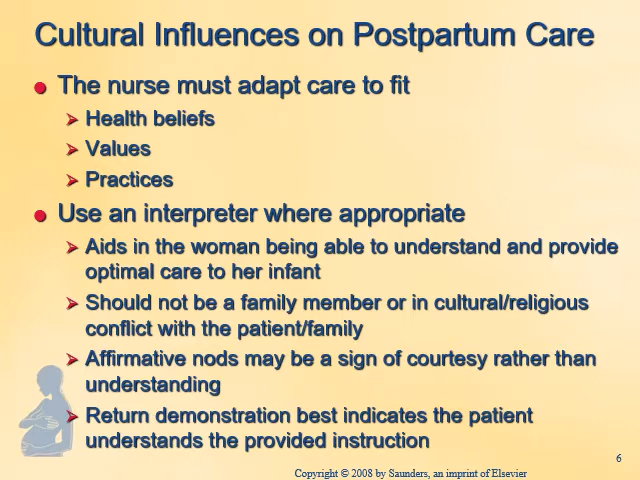 Cultural Influences on Postpartum Care
The nurse must adapt care to fit
Health beliefs
Values
Practices
Use an interpreter where appropriate
Aids in the woman being able to understand and provide
optimal care to her infant
Should not be a family member or in cultural/religious
conflict with the patient/family
Affirmative nods may be a sign of courtesy rather than
understanding
Return demonstration best indicates the patient
understands the provided instruction
6
Copyright © 2008 by Saunders, an imprint of Elsevier